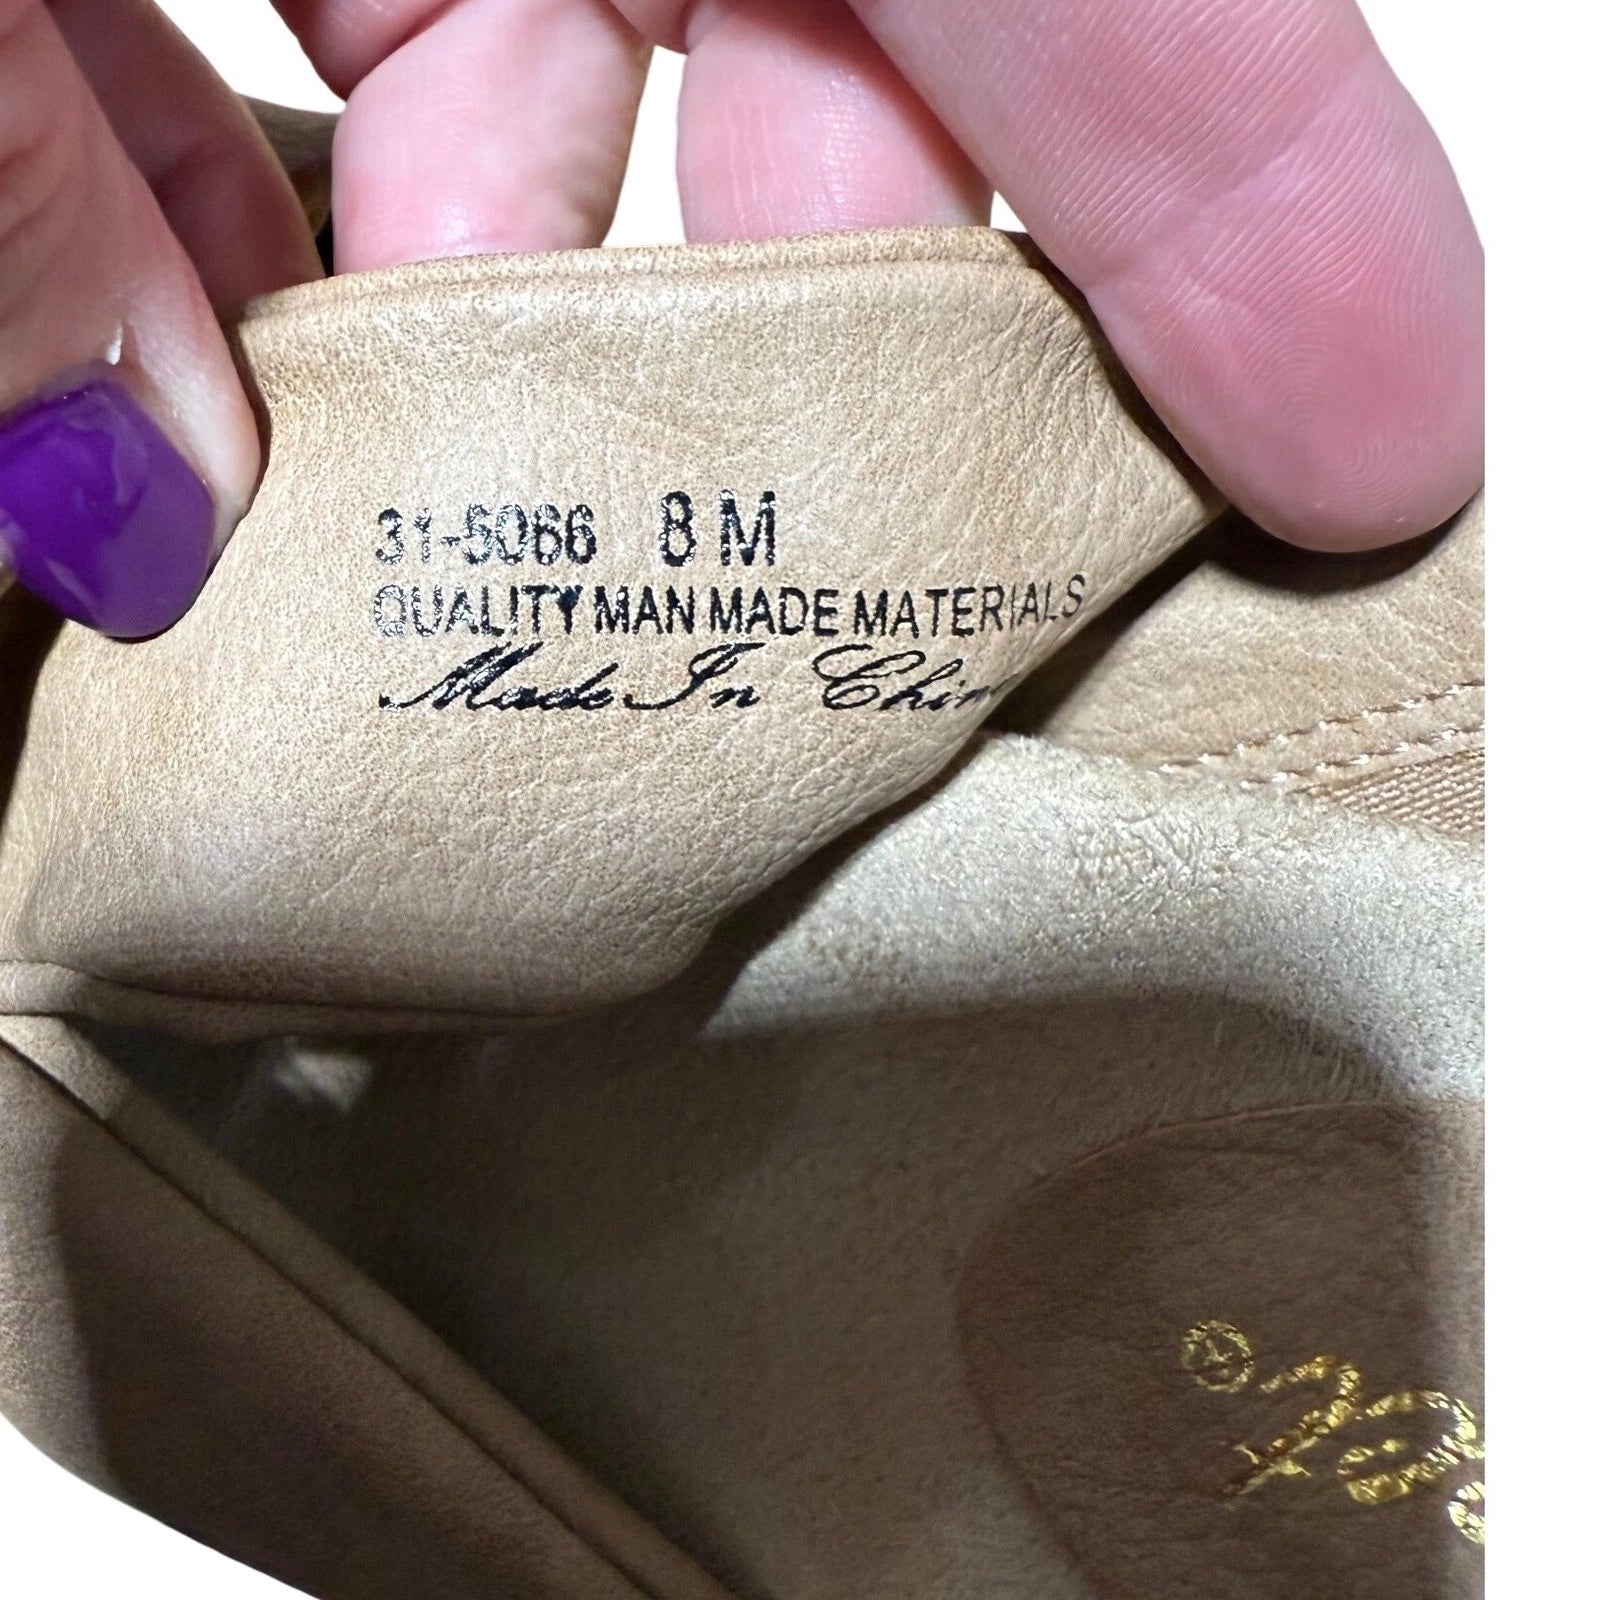 31-5066 8 M
QUALITY MAN MADE MATERIALS
Made In Chin